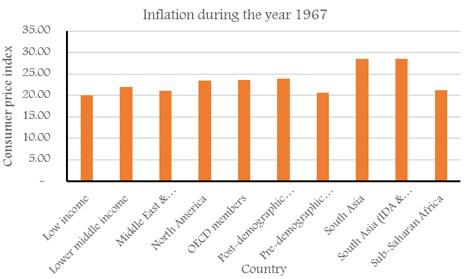 Inflation during the year 1967
Consumer price index
35.00
30.00
25.00
20.00
15.00
10.00
5.00
-
Low income
Lower middle income
Middle East &...
North America
OECD members
Post-demographic...
Pre-demographic...
South Asia
South Asia (IDA &...
Sub-Saharan Africa
Country